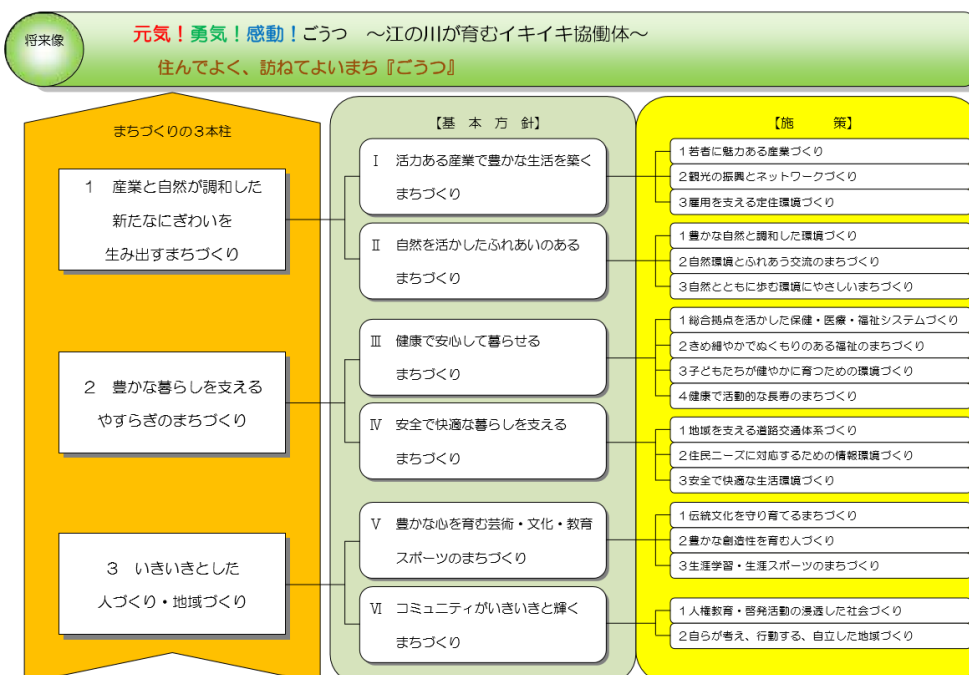 将来像
元気！勇気！感動！ごうつ　～江の川が育むイキイキ協働体～
住んでよく、訪ねてよいまち『ごうつ』
まちづくりの３本柱
１　産業と自然が調和した
新たなにぎわいを
生み出すまちづくり
２　豊かな暮らしを支える
やすらぎのまちづくり
３　いきいきとした
人づくり・地域づくり
【基　本　方　針】
Ⅰ　活力ある産業で豊かな生活を築く
まちづくり
Ⅱ　自然を活かしたふれあいのある
まちづくり
Ⅲ　健康で安心して暮らせる
まちづくり
Ⅳ　安全で快適な暮らしを支える
まちづくり
Ⅴ　豊かな心を育む芸術・文化・教育
スポーツのまちづくり
Ⅵ　コミュニティがいきいきと輝く
まちづくり
【施　　策】
１若者に魅力ある産業づくり
２観光の振興とネットワークづくり
３雇用を支える定住環境づくり
１豊かな自然と調和した環境づくり
２自然環境とふれあう交流のまちづくり
３自然とともに歩む環境にやさしいまちづくり
１総合拠点を活かした保健・医療・福祉システムづくり
２きめ細やかでぬくもりのある福祉のまちづくり
３子どもたちが健やかに育つための環境づくり
４健康で活動的な長寿のまちづくり
１地域を支える道路交通体系づくり
２住民ニーズに対応するための情報環境づくり
３安全で快適な生活環境づくり
１伝統文化を守り育てるまちづくり
２豊かな創造性を育む人づくり
３生涯学習・生涯スポーツのまちづくり
１人権教育・啓発活動の浸透した社会づくり
２自らが考え、行動する、自立した地域づくり